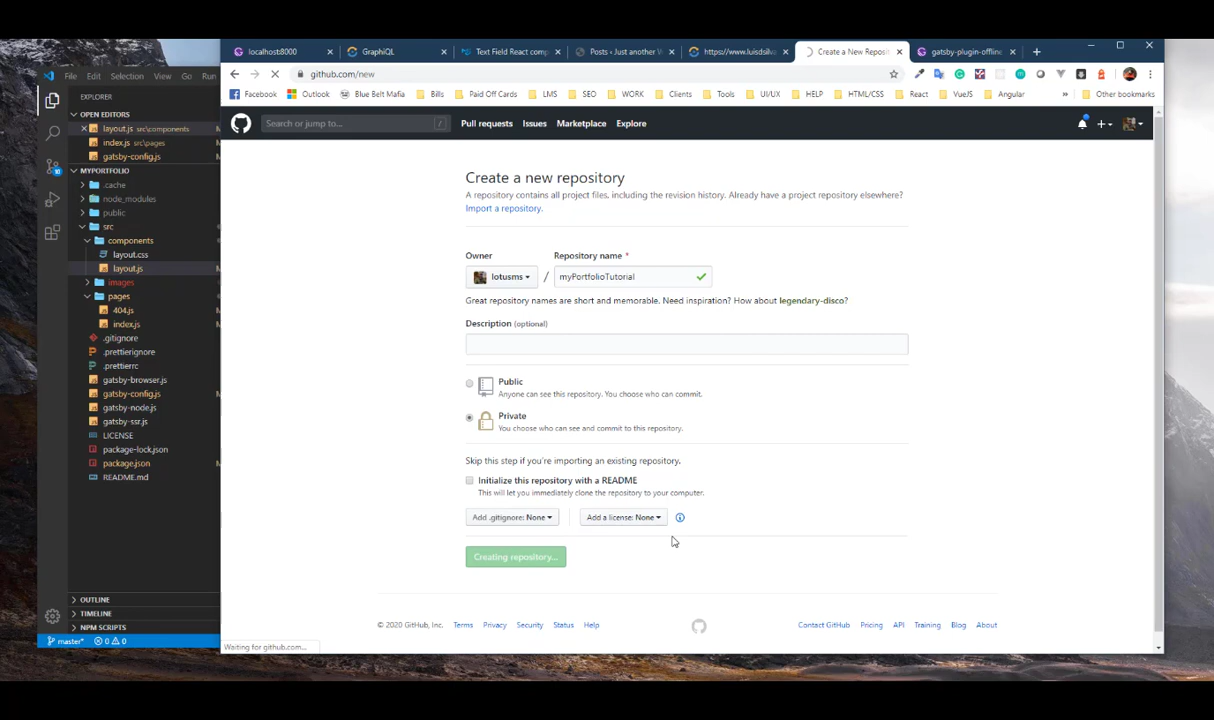 File Edit Selection View Go Run
EXPLORER
OPEN EDITORS
layout.js src\components
index.js src\pages
gatsby-config.js
MYPORTFOLIO
.cache
node_modules
public
src
components
layout.css
layout.js
images
pages
404.js
index.js
.gitignore
.prettierignore
.prettierrc
gatsby-browser.js
gatsby-config.js
gatsby-node.js
gatsby-ssr.js
LICENSE
package-lock.json
package.json
README.md
OUTLINE
TIMELINE
NPM SCRIPTS
master* 0 0
localhost:8000
GraphiQL
Text Field React comp
Posts ‹ Just another W
https://www.luisdsilva
Create a New Reposit
gatsby-plugin-offline
github.com/new
Facebook Outlook Blue Belt Mafia Bills Paid Off Cards LMS SEO WORK Clients Tools UI/UX HELP HTML/CSS React VueJS Angular » Other bookmarks
Search or jump to... / Pull requests Issues Marketplace Explore
Create a new repository
A repository contains all project files, including the revision history. Already have a project repository elsewhere?
Import a repository.
Owner Repository name *
lotusms / myPortfolioTutorial
Great repository names are short and memorable. Need inspiration? How about legendary-disco?
Description (optional)
Public
Anyone can see this repository. You choose who can commit.
Private
You choose who can see and commit to this repository.
Skip this step if you're importing an existing repository.
Initialize this repository with a README
This will let you immediately clone the repository to your computer.
Add .gitignore: None Add a license: None
Creating repository...
© 2020 GitHub, Inc. Terms Privacy Security Status Help Contact GitHub Pricing API Training Blog About
Waiting for github.com...